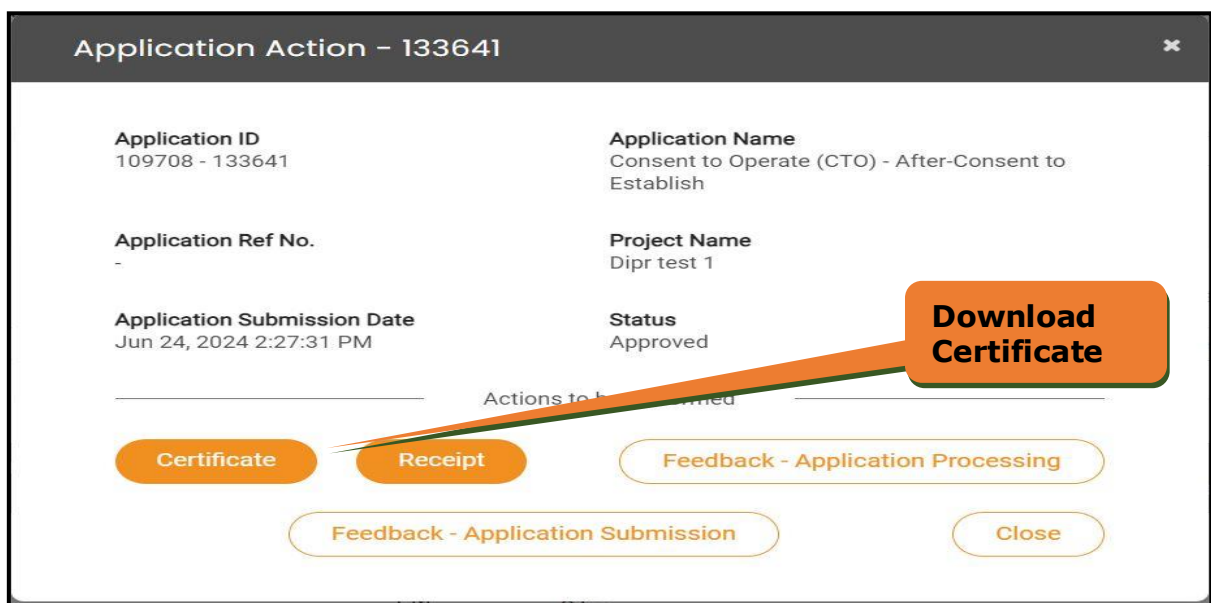 Application Action - 133641
Application ID
109708 - 133641
Application Name
Consent to Operate (CTO) - After-Consent to
Establish
Application Ref No.
-
Project Name
Dipr test 1
Application Submission Date
Jun 24, 2024 2:27:31 PM
Status
Approved
Download
Certificate
Actions to
Certificate
Receipt
Feedback - Application Processing
Feedback - Application Submission
Close